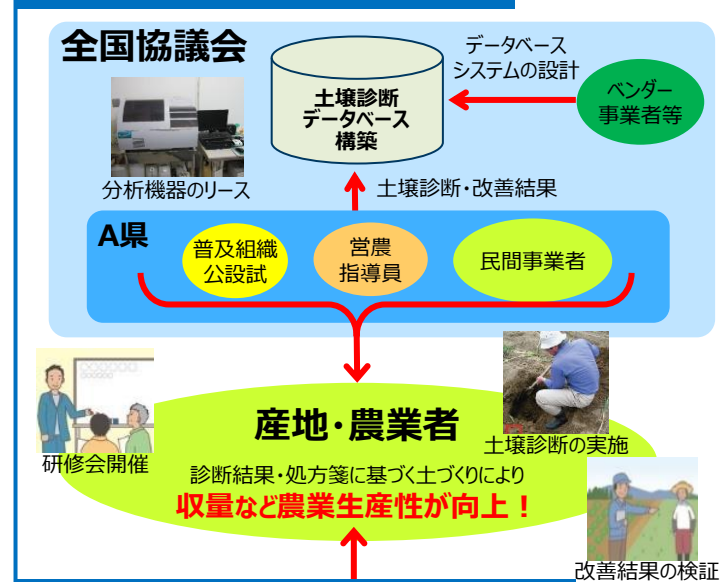 全国協議会
データベース
システムの設計
土壌診断
データベース
構築
ベンダー
事業者等
分析機器のリース
土壌診断・改善結果
A県
普及組織
公設試
営農
指導員
民間事業者
産地・農業者
研修会開催
土壌診断の実施
診断結果・処方箋に基づく土づくりにより
収量など農業生産性が向上！
改善結果の検証